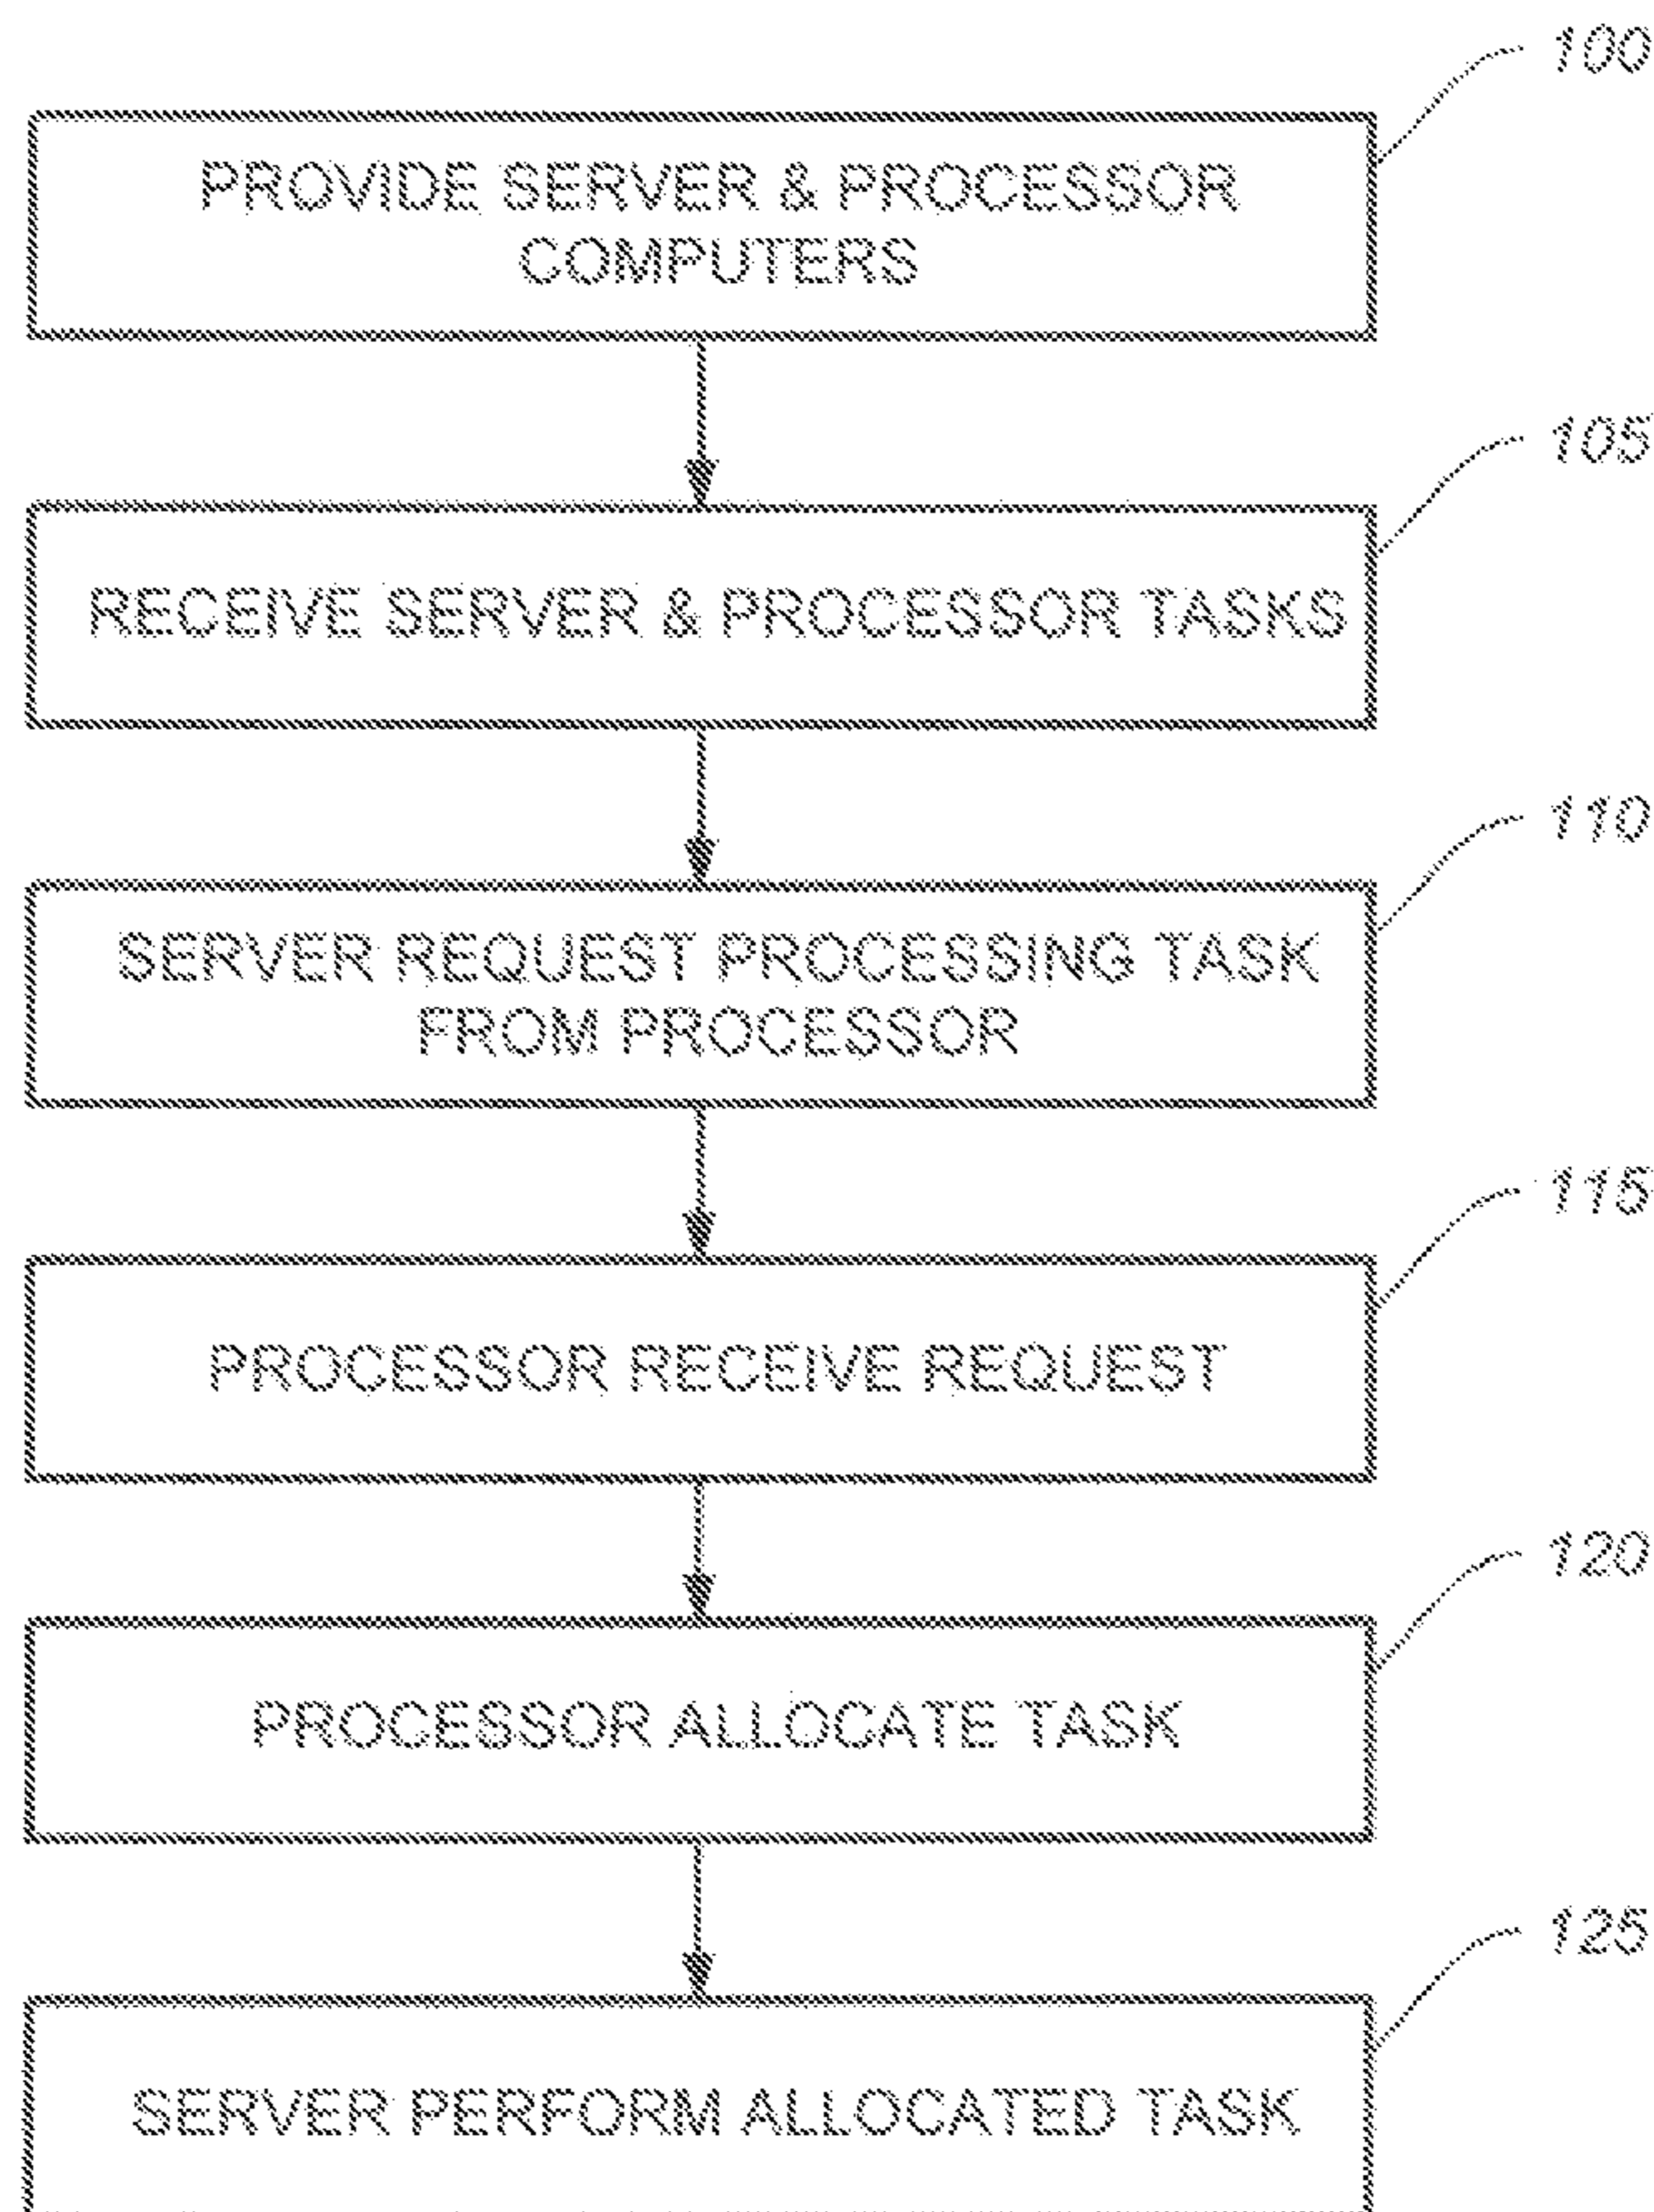 100
PROVIDE SERVER & PROCESSOR
COMPUTERS
105
RECEIVE SERVER & PROCESSOR TASKS
110
SERVER REQUEST PROCESSING TASK
FROM PROCESSOR
115
PROCESSOR RECEIVE REQUEST
120
PROCESSOR ALLOCATE TASK
125
SERVER PERFORM ALLOCATED TASK